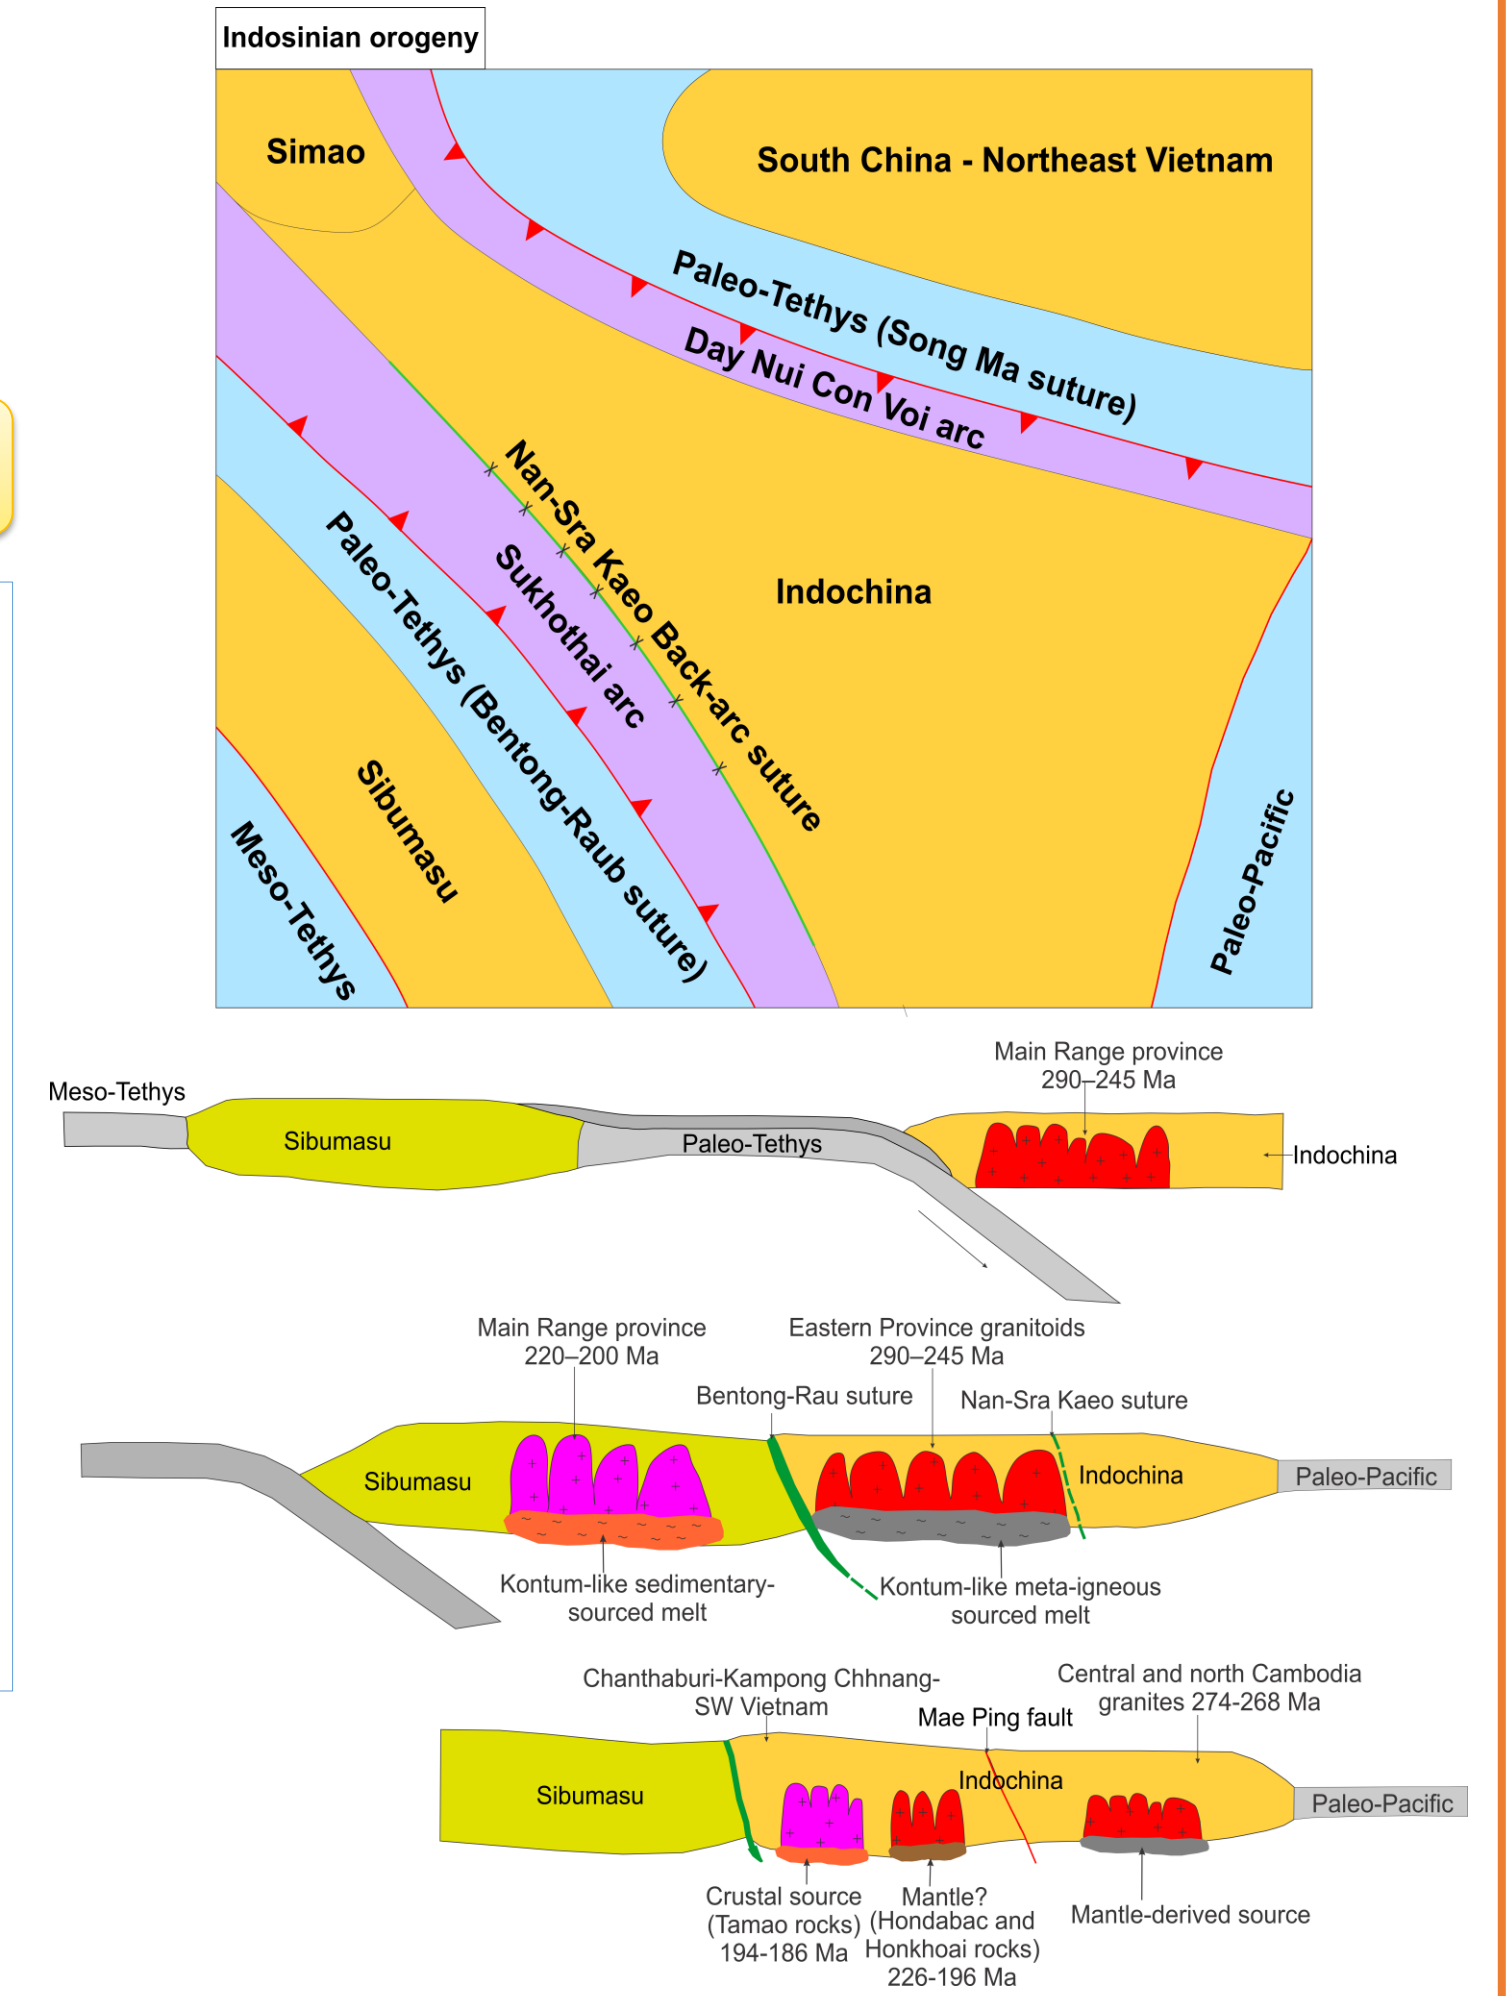 Indosinian orogeny
Simao
South China - Northeast Vietnam
Paleo-Tethys (Song Ma suture)
Day Nui Con Voi arc
Nan-Sra Kaeo Back-arc suture
Sukhothai arc
Indochina
Paleo-Tethys (Bentong-Raub suture)
Sibumasu
Meso-Tethys
Paleo-Pacific
Main Range province
290–245 Ma
Meso-Tethys
Sibumasu
Paleo-Tethys
Indochina
Main Range province
220–200 Ma
Eastern Province granitoids
290–245 Ma
Bentong-Rau suture
Nan-Sra Kaeo suture
Sibumasu
Indochina
Paleo-Pacific
Kontum-like sedimentary-
sourced melt
Kontum-like meta-igneous
sourced melt
Chanthaburi-Kampong Chhnang-
SW Vietnam
Central and north Cambodia
granites 274-268 Ma
Mae Ping fault
Sibumasu
Indochina
Paleo-Pacific
Crustal source
(Tamao rocks)
194-186 Ma
Mantle?
(Hondabac and
Honkhoai rocks)
226-196 Ma
Mantle-derived source